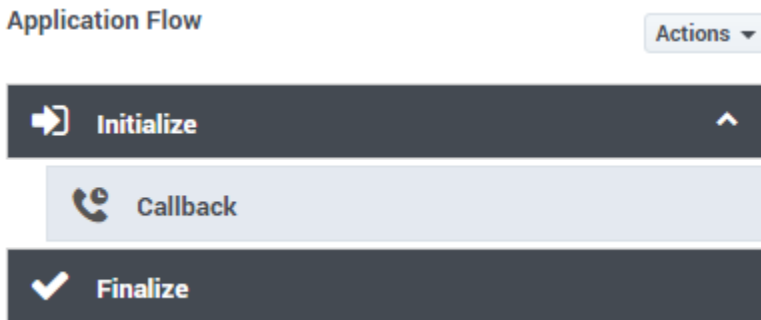 Application Flow
Actions
Initialize
Callback
Finalize